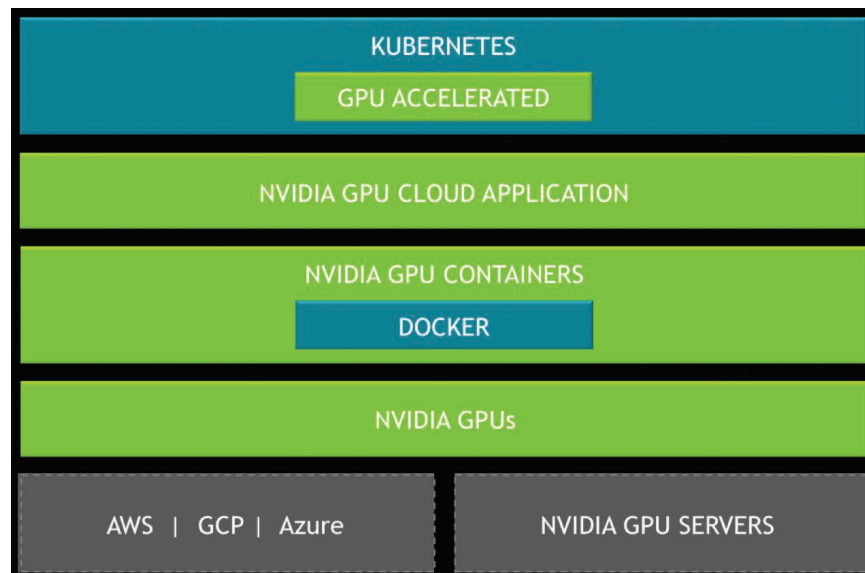 KUBERNETES
GPU ACCELERATED
NVIDIA GPU CLOUD APPLICATION
NVIDIA GPU CONTAINERS
DOCKER
NVIDIA GPUs
AWS | GCP | Azure
NVIDIA GPU SERVERS